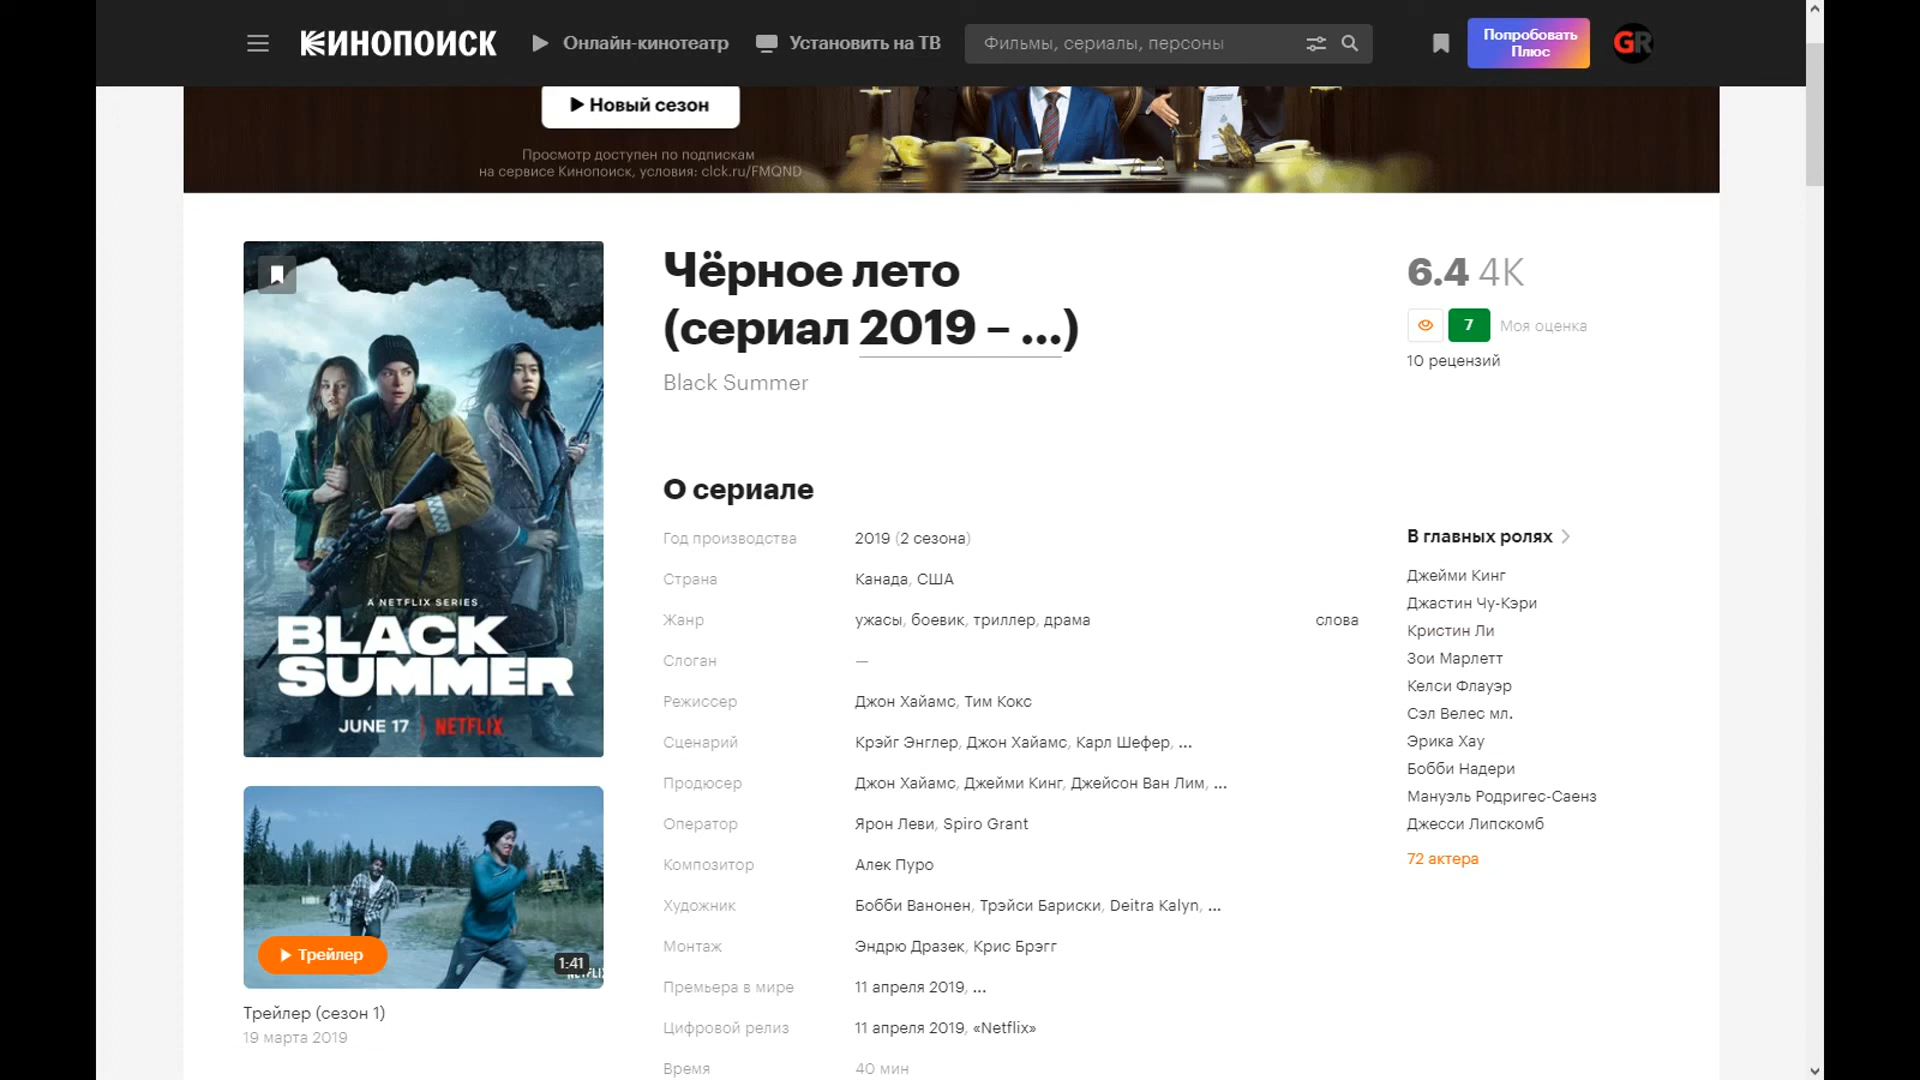 КИНОПОИСК
Онлайн-кинотеатр
Установить на ТВ
Фильмы, сериалы, персоны
Попробовать
Плюс
GR
Новый сезон
Просмотр доступен по подпискам
на сервисе Кинопоиск, условия: clck.ru/FMQND
Чёрное лето
(сериал 2019 – ...)
Black Summer
6.4 4K
7 Моя оценка
10 рецензий
A NETFLIX SERIES
BLACK
SUMMER
JUNE 17 | NETFLIX
Трейлер
1:41
NETFLIX
Трейлер (сезон 1)
19 марта 2019
О сериале
Год производства 2019 (2 сезона)
Страна Канада, США
Жанр ужасы, боевик, триллер, драма слова
Слоган —
Режиссер Джон Хайамс, Тим Кокс
Сценарий Крэйг Энглер, Джон Хайамс, Карл Шефер, ...
Продюсер Джон Хайамс, Джейми Кинг, Джейсон Ван Лим, ...
Оператор Ярон Леви, Spiro Grant
Композитор Алек Пуро
Художник Бобби Ванонен, Трэйси Бариски, Deitra Kalyn, ...
Монтаж Эндрю Дразек, Крис Брэгг
Премьера в мире 11 апреля 2019, ...
Цифровой релиз 11 апреля 2019, «Netflix»
Время 40 мин
В главных ролях
Джейми Кинг
Джастин Чу-Кэри
Кристин Ли
Зои Марлетт
Келси Флауэр
Сэл Велес мл.
Эрика Хау
Бобби Надери
Мануэль Родригес-Саенз
Джесси Липскомб
72 актера